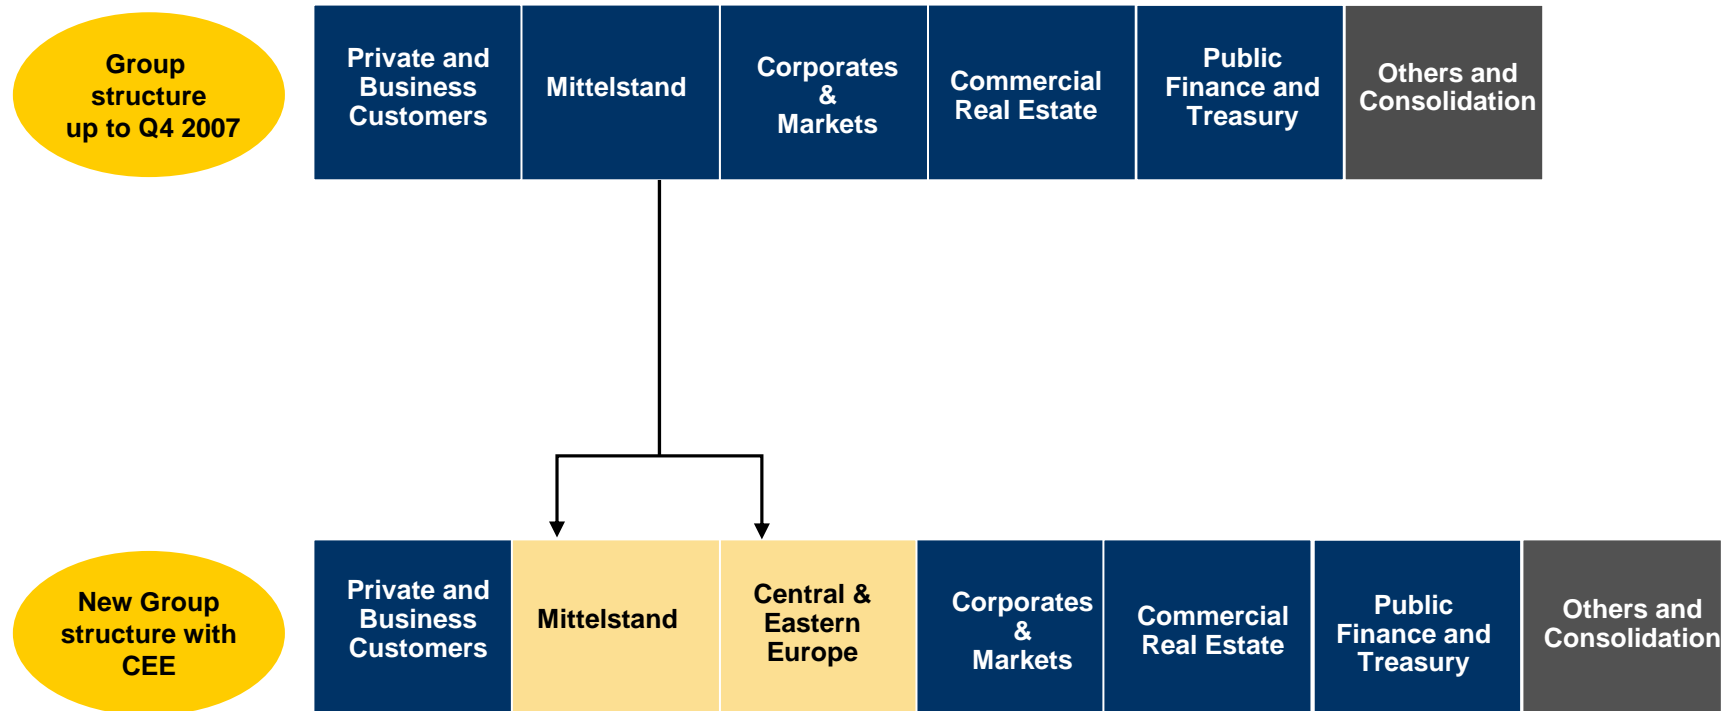 Group
structure
up to Q4 2007
Private and
Business
Customers
Mittelstand
Corporates
&
Markets
Commercial
Real Estate
Public
Finance and
Treasury
Others and
Consolidation
New Group
structure with
CEE
Private and
Business
Customers
Mittelstand
Central &
Eastern
Europe
Corporates
&
Markets
Commercial
Real Estate
Public
Finance and
Treasury
Others and
Consolidation